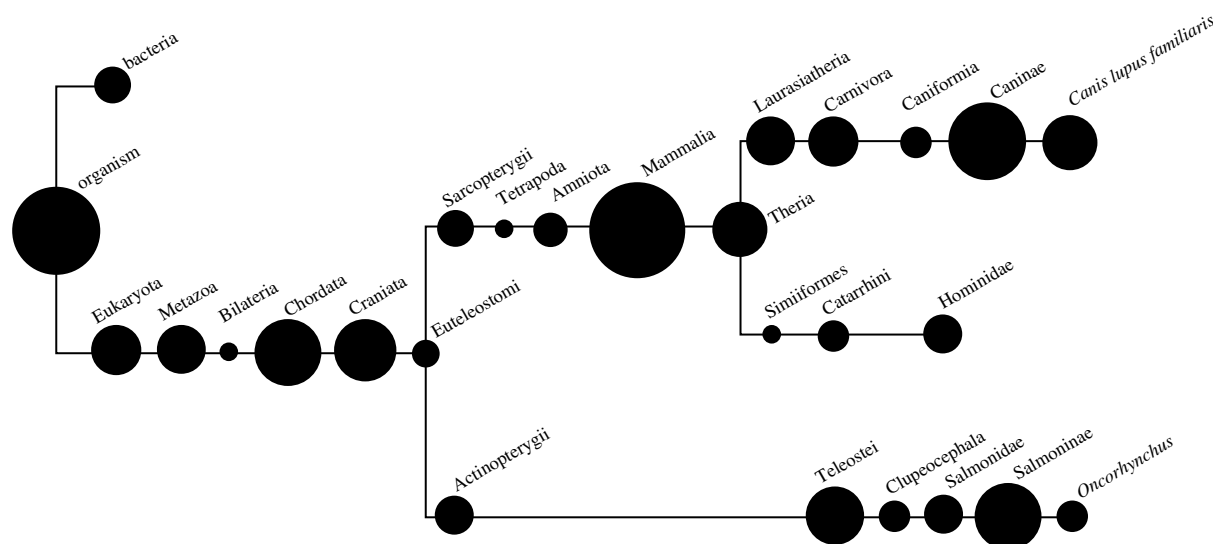 bacteria
organism
Eukaryota
Metazoa
Bilateria
Chordata
Craniata
Euteleostomi
Sarcopterygii
Tetrapoda
Amniota
Mammalia
Theria
Laurasiatheria
Carnivora
Caniformia
Caninae
Canis lupus familiaris
Simiiformes
Catarrhini
Hominidae
Actinopterygii
Teleostei
Clupeocephala
Salmonidae
Salmoninae
Oncorhynchus